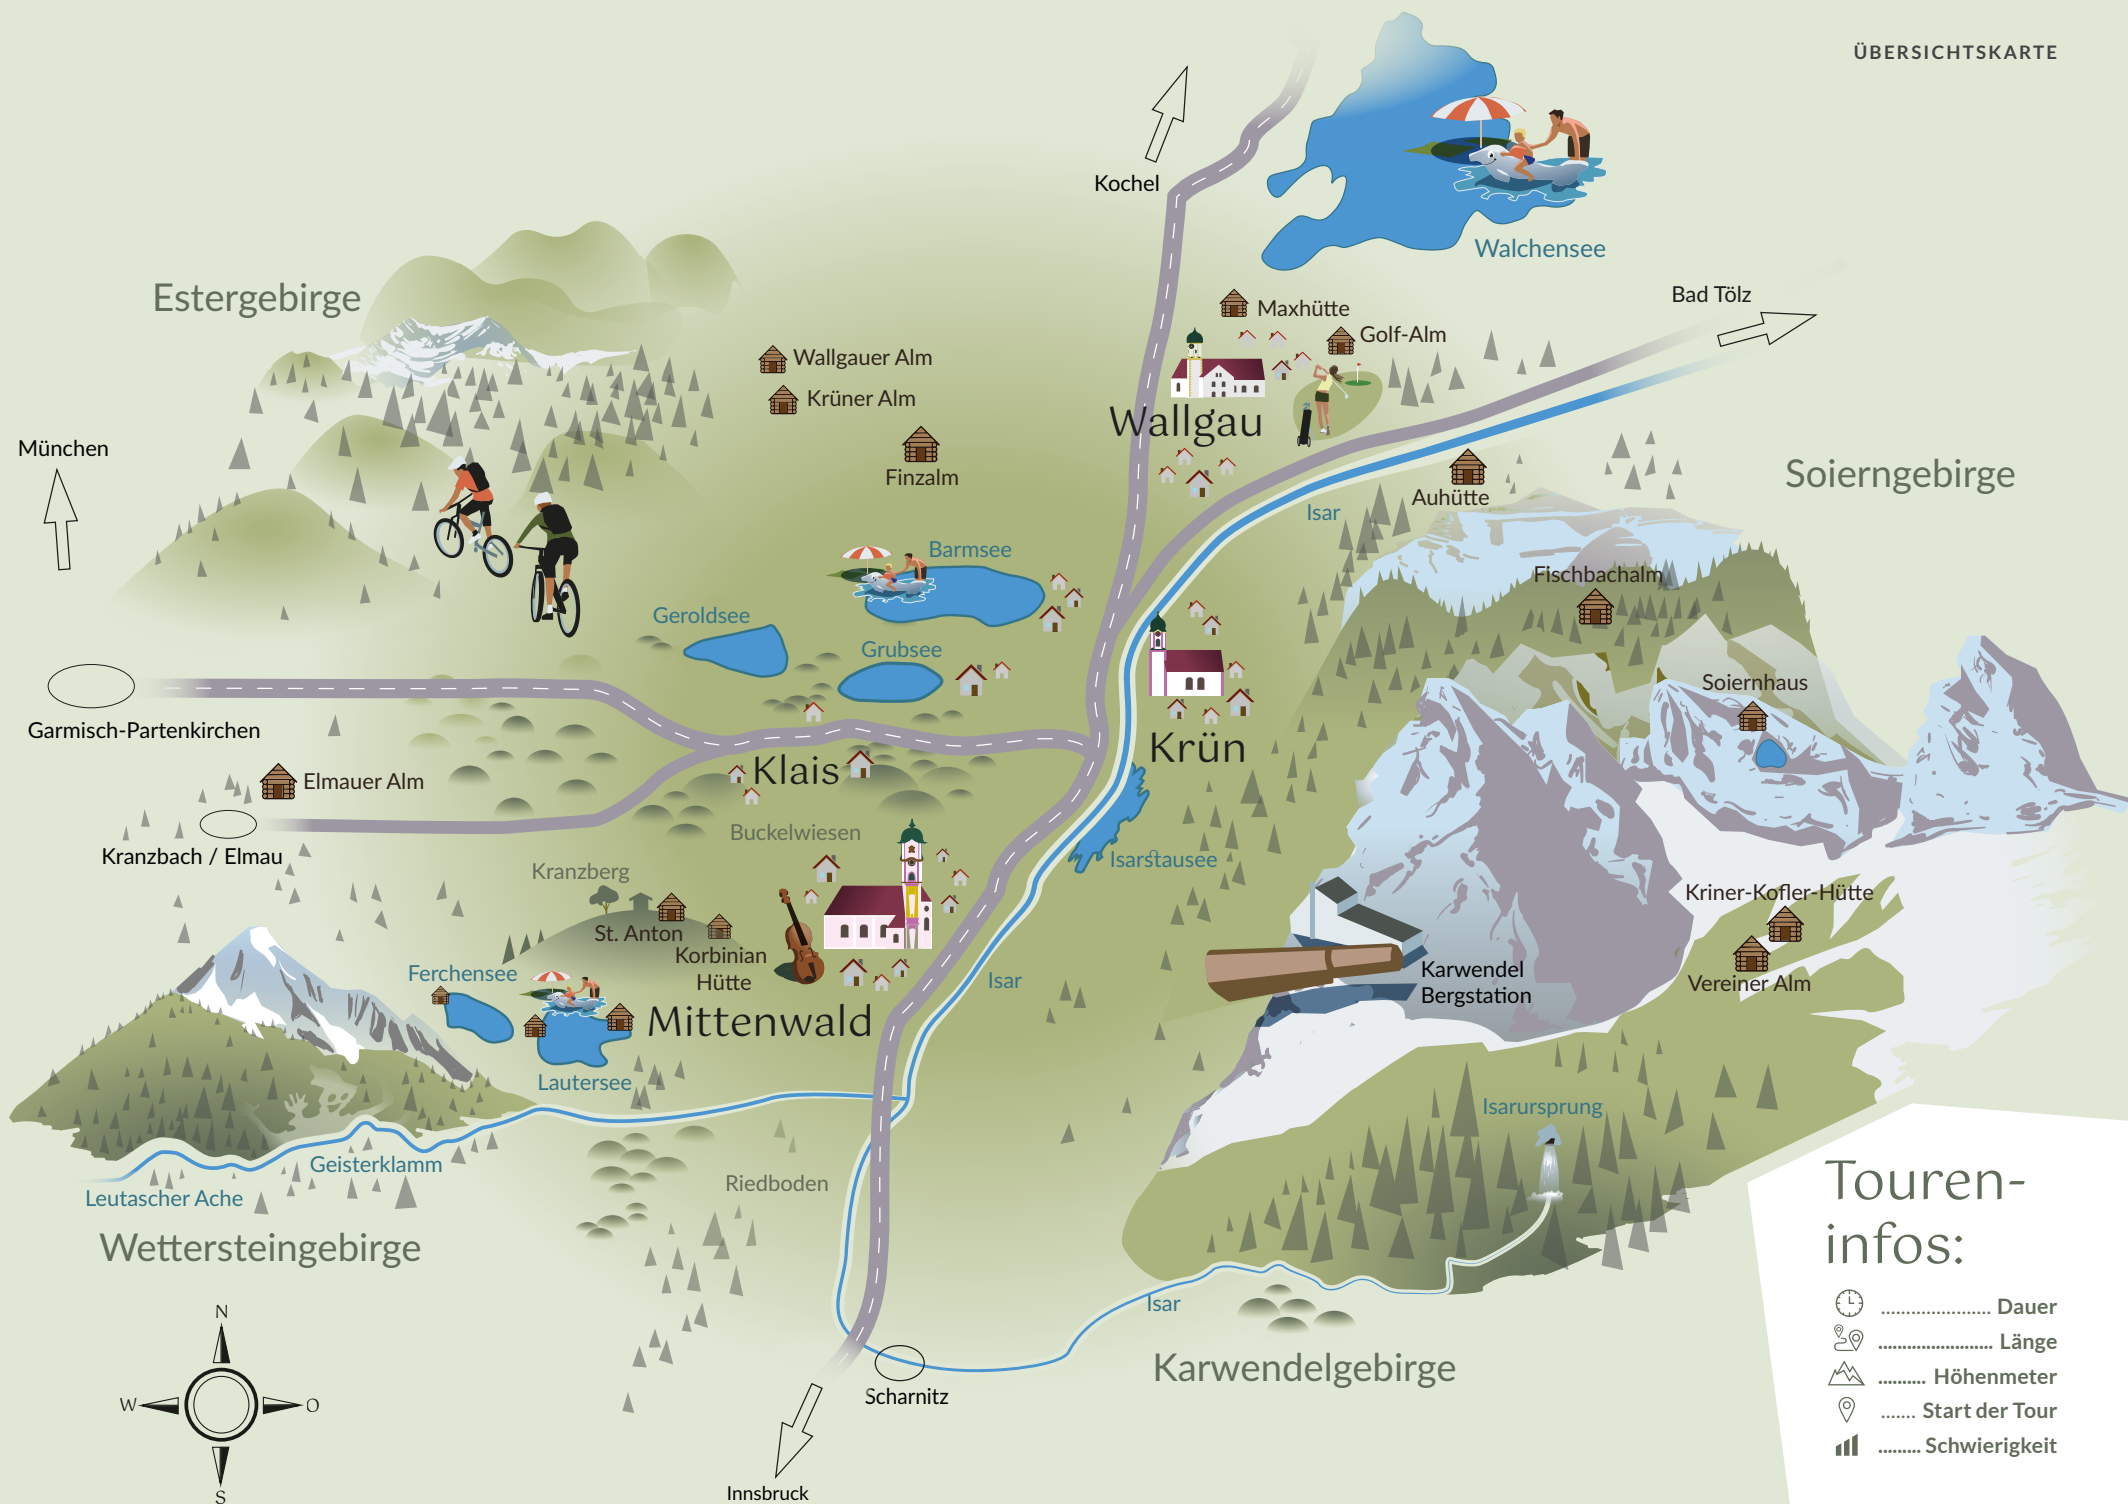 ÜBERSICHTSKARTE
Kochel
Walchensee
Bad Tölz
Estergebirge
Maxhütte
Golf-Alm
Wallgauer Alm
Krüner Alm
Wallgau
München
Finzalm
Soierngebirge
Auhütte
Isar
Barmsee
Fischbachalm
Geroldsee
Grubsee
Soiernhaus
Garmisch-Partenkirchen
Krün
Klais
Elmauer Alm
Buckelwiesen
Kranzbach / Elmau
Isarstausee
Kranzberg
Kriner-Kofler-Hütte
St. Anton
Korbinian
Hütte
Ferchensee
Isar
Karwendel
Bergstation
Vereiner Alm
Mittenwald
Lautersee
Isarursprung
Geisterklamm
Riedboden
Leutascher Ache
Wettersteingebirge
Isar
Karwendelgebirge
Scharnitz
Innsbruck
N
W
O
S
Touren-
infos:
...................... Dauer
....................... Länge
.......... Höhenmeter
....... Start der Tour
......... Schwierigkeit